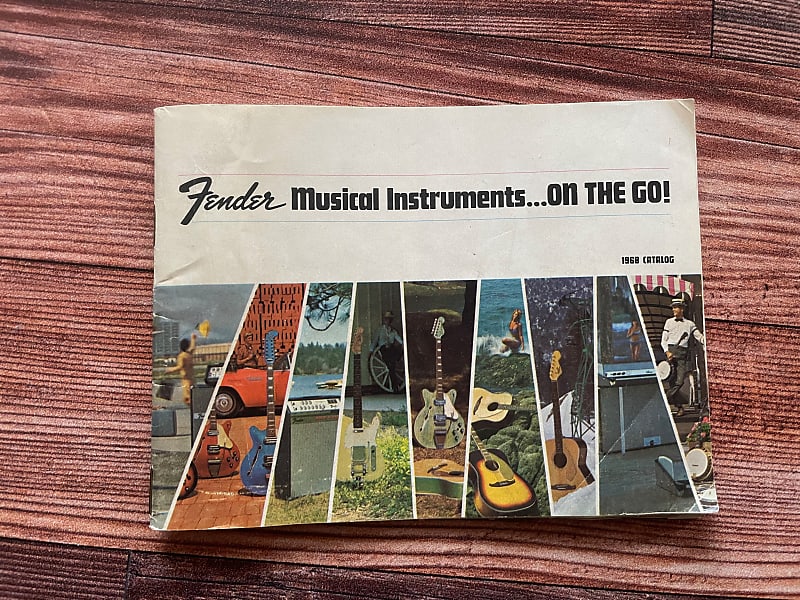 Fender Musical Instruments...ON THE GO!
1968 CATALOG